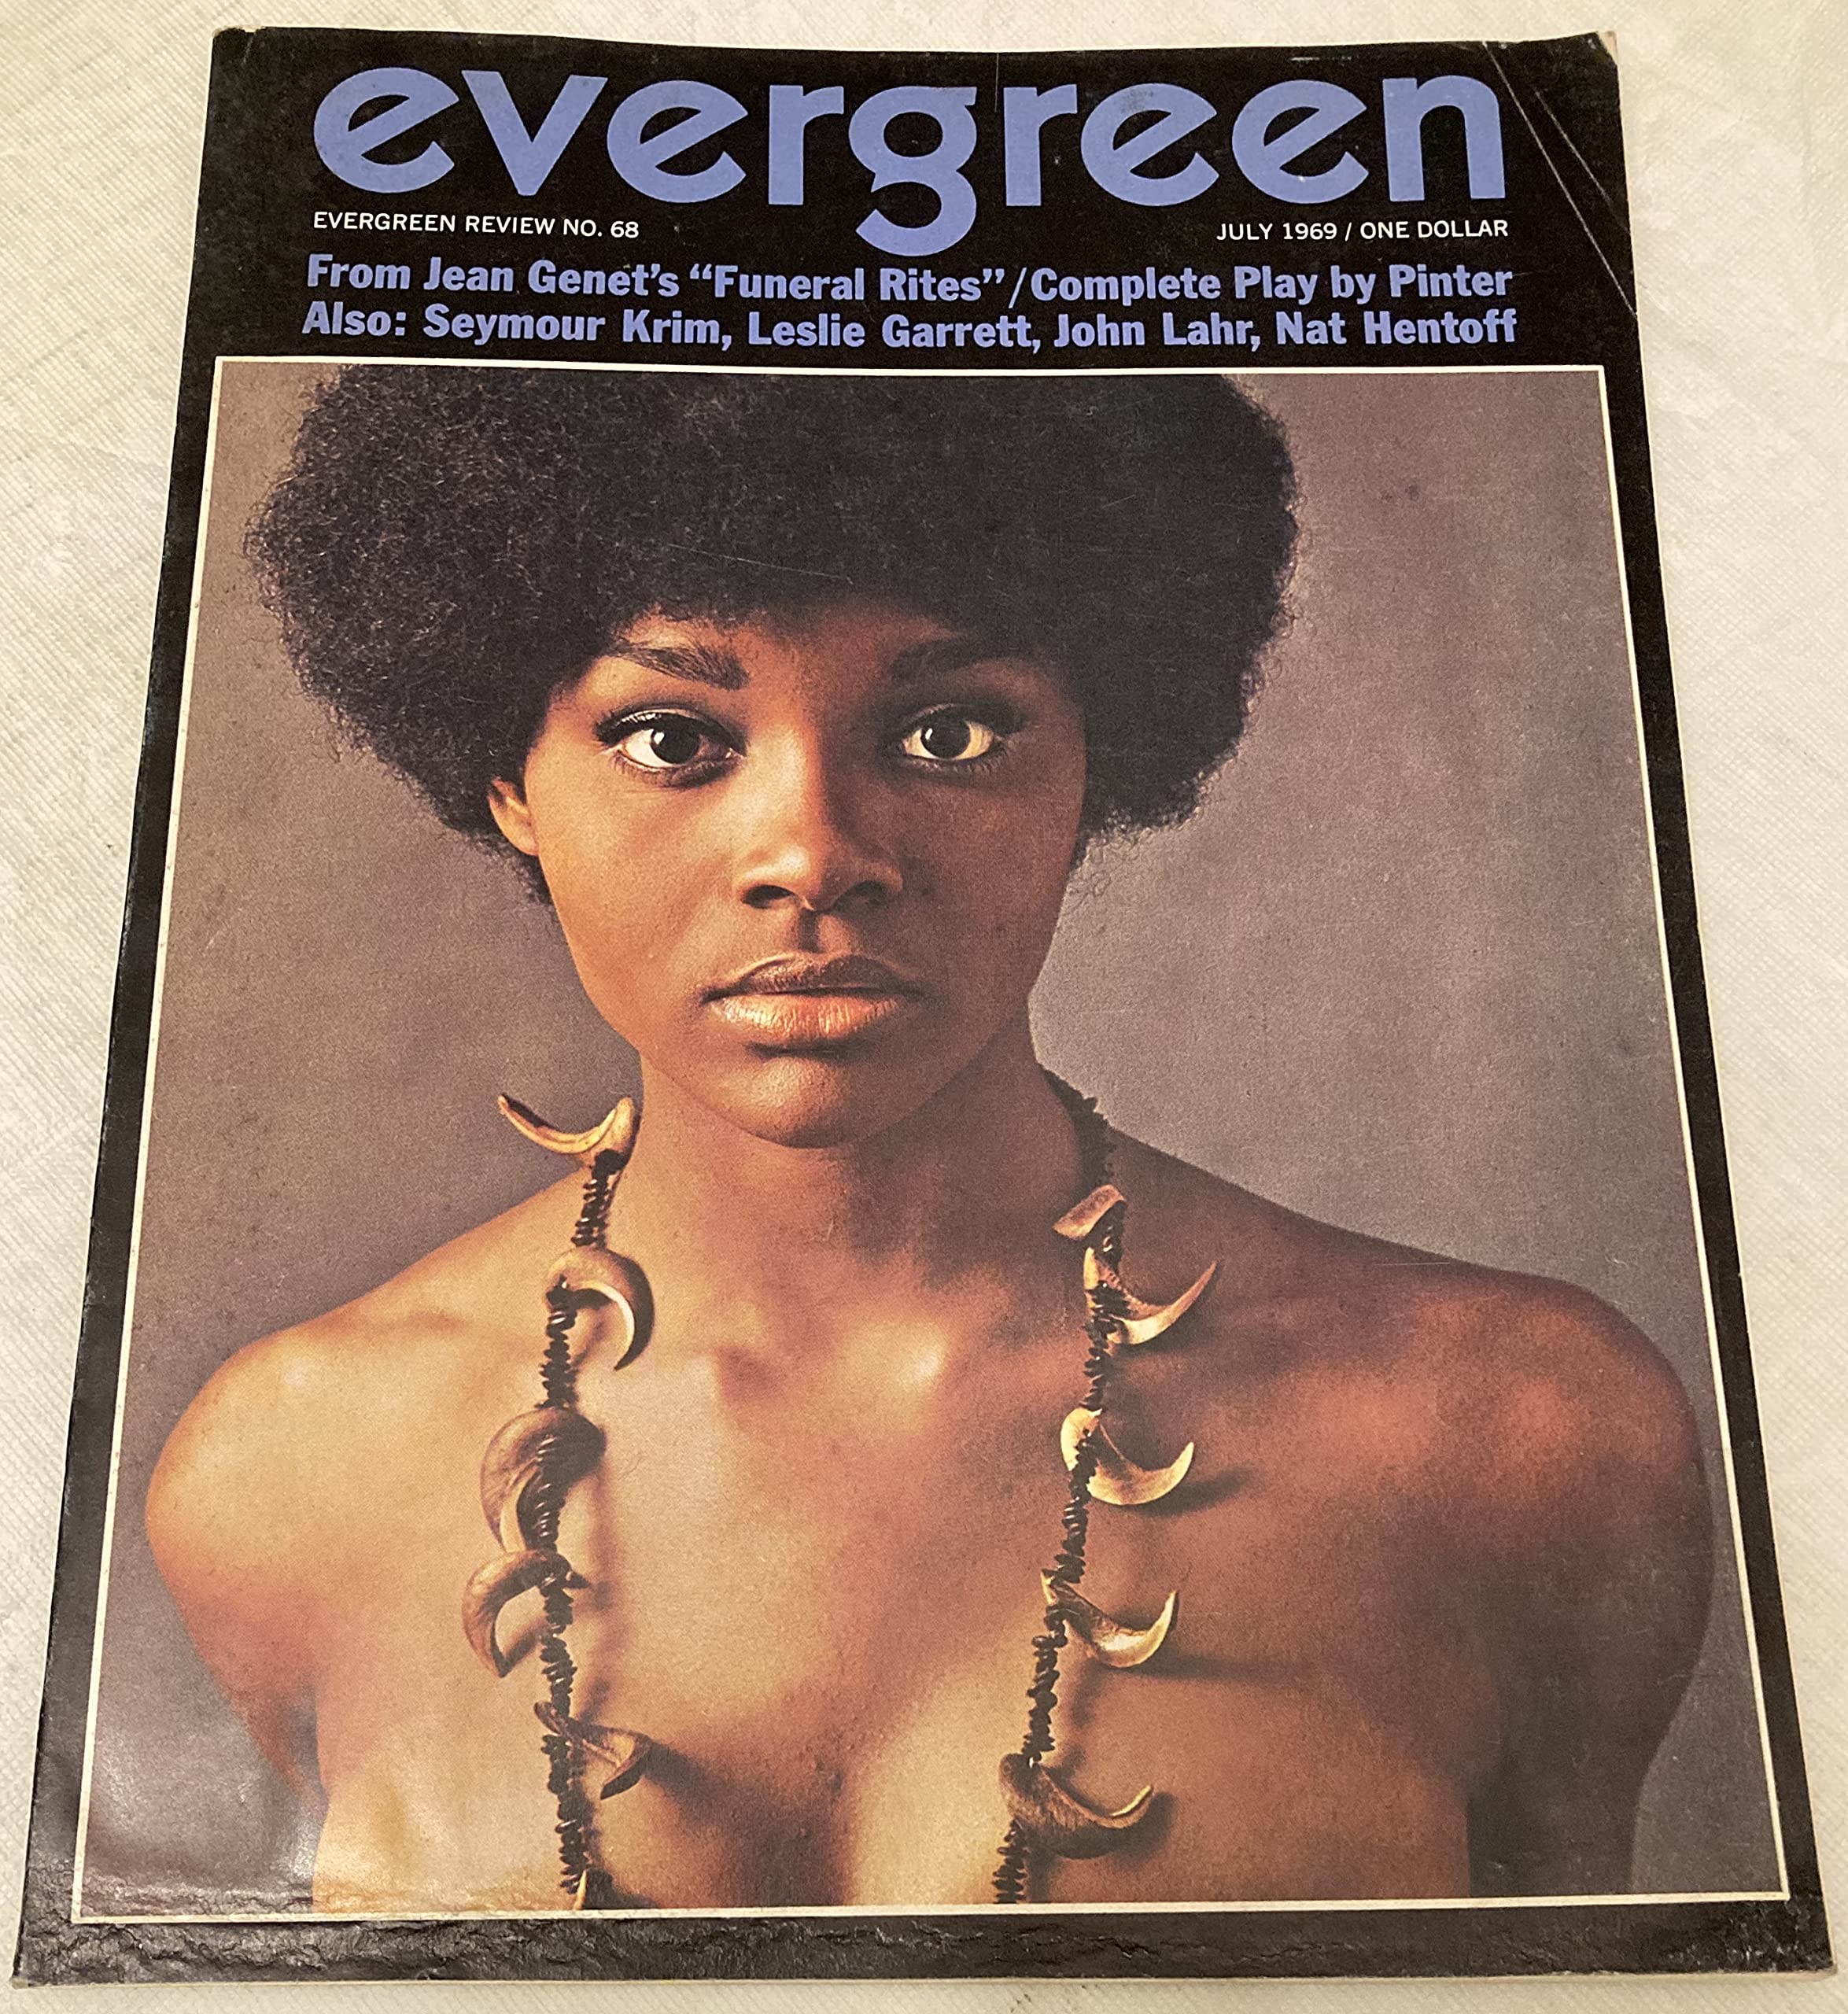 evergreen
EVERGREEN REVIEW NO. 68
JULY 1969 / ONE DOLLAR
From Jean Genet's “Funeral Rites”/Complete Play by Pinter
Also: Seymour Krim, Leslie Garrett, John Lahr, Nat Hentoff